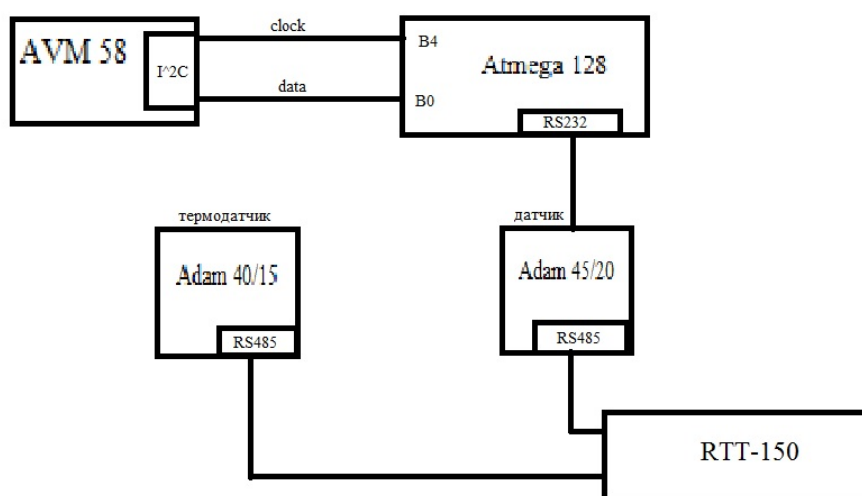 clock
AVM 58
I^2C
B4
Atmega 128
data
B0
RS232
термодатчик
датчик
Adam 40/15
Adam 45/20
RS485
RS485
RTT-150